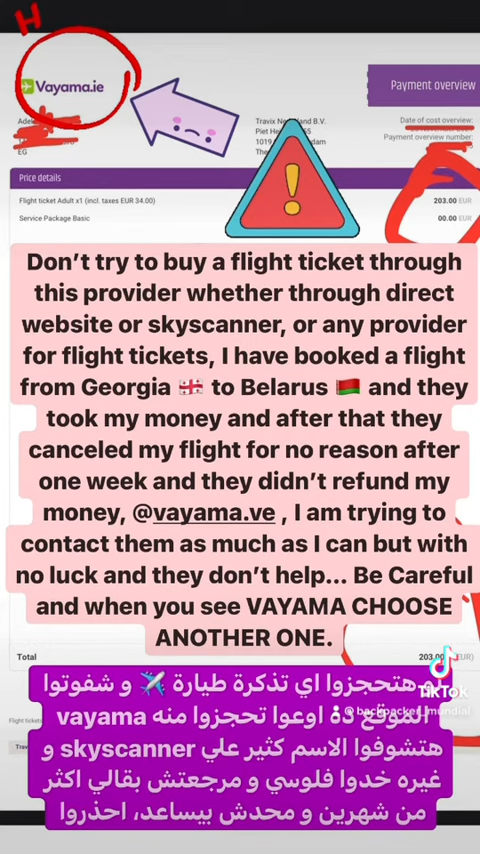 Vayama.ie
Payment overview
Travix Ne
B.V.
Date of cost overview:
Payment overview number:
EG
Price details
Flight ticket Adult x1 (incl. taxes EUR 34.00)
203.00 EUR
Service Package Basic
00.00 EUR
Don’t try to buy a flight ticket through
this provider whether through direct
website or skyscanner, or any provider
for flight tickets, I have booked a flight
from Georgia 🇬🇪 to Belarus 🇧🇾 and they
took my money and after that they
canceled my flight for no reason after
one week and they didn’t refund my
money, @vayama.ve , I am trying to
contact them as much as I can but with
no luck and they don’t help... Be Careful
and when you see VAYAMA CHOOSE
ANOTHER ONE.
Total
203.00 EUR)
هتحجزوا اي تذكرة طيارة ✈️ و شفوتوا
الموقع دة اوعوا تحجزوا منه vayama
هتشوفوا الاسم كتير علي skyscanner و
غيره خدوا فلوسي و مرجعتش بقالي اكثر
من شهرين و محدش بيساعد، احذروا
TikTok
@backpacker_mundial